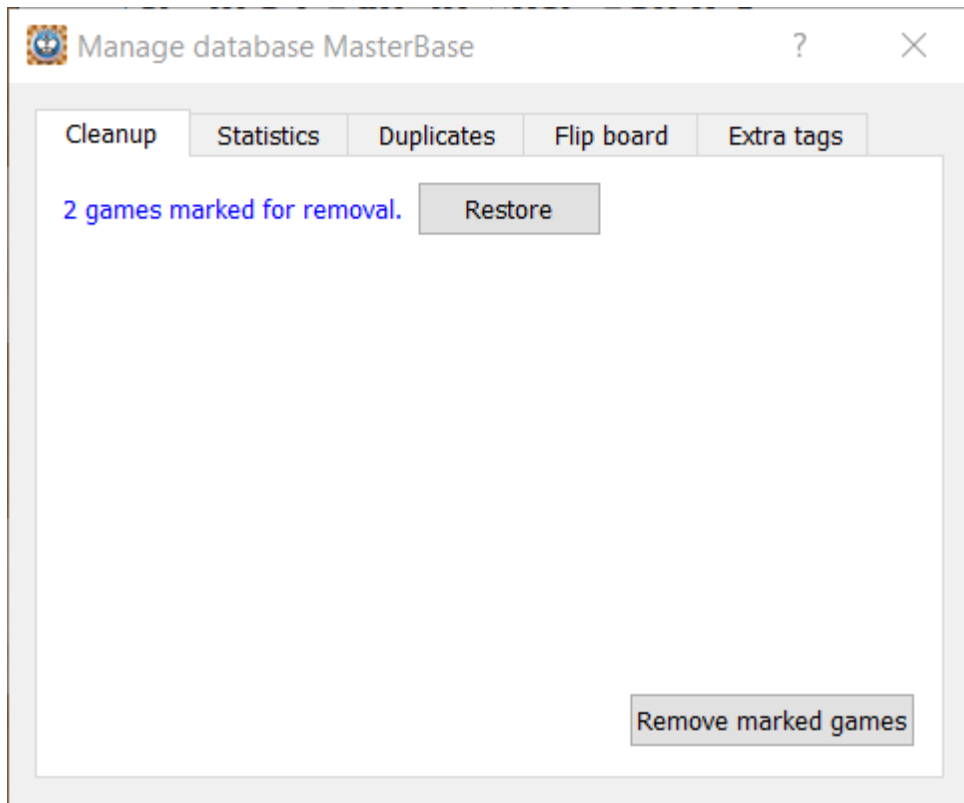 Manage database MasterBase ?
Cleanup Statistics Duplicates Flip board Extra tags
2 games marked for removal. Restore
Remove marked games